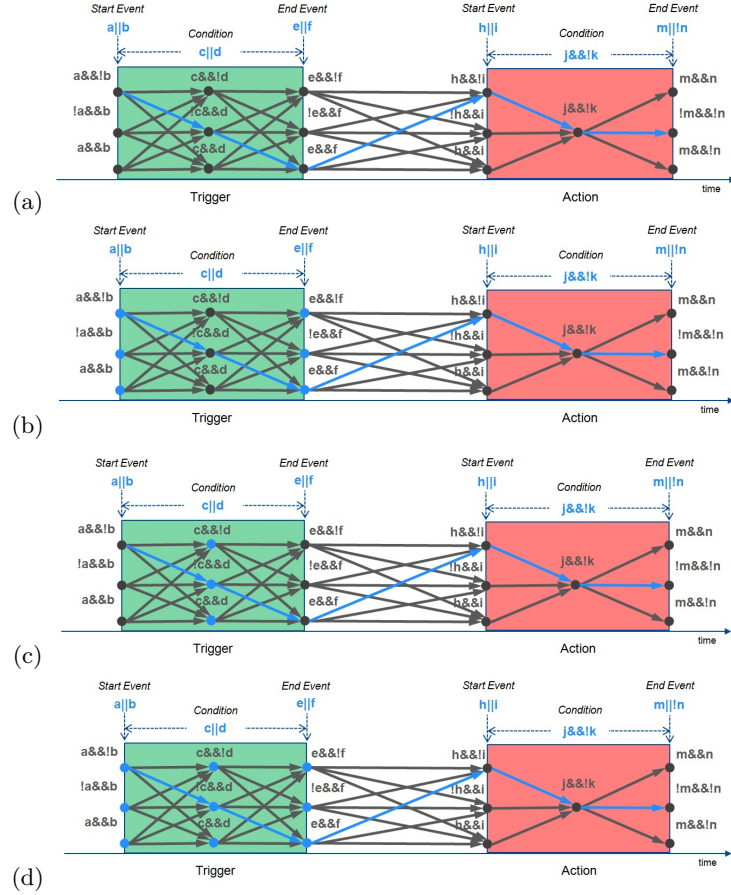 Start Event End Event Start Event End Event
a||b Condition e||f h||i Condition m||!n
c||d j&&!k
a&&!b c&&!d e&&!f h&&!i m&&n
!a&&b !c&&d !e&&f !h&&i j&&!k !m&&!n
a&&b c&&d e&&f h&&i m&&!n
time
(a) Trigger Action
Start Event End Event Start Event End Event
a||b Condition e||f h||i Condition m||!n
c||d j&&!k
a&&!b c&&!d e&&!f h&&!i m&&n
!a&&b !c&&d !e&&f !h&&i j&&!k !m&&!n
a&&b c&&d e&&f h&&i m&&!n
time
(b) Trigger Action
Start Event End Event Start Event End Event
a||b Condition e||f h||i Condition m||!n
c||d j&&!k
a&&!b c&&!d e&&!f h&&!i m&&n
!a&&b !c&&d !e&&f !h&&i j&&!k !m&&!n
a&&b c&&d e&&f h&&i m&&!n
time
(c) Trigger Action
Start Event End Event Start Event End Event
a||b Condition e||f h||i Condition m||!n
c||d j&&!k
a&&!b c&&!d e&&!f h&&!i m&&n
!a&&b !c&&d !e&&f !h&&i j&&!k !m&&!n
a&&b c&&d e&&f h&&i m&&!n
time
(d) Trigger Action